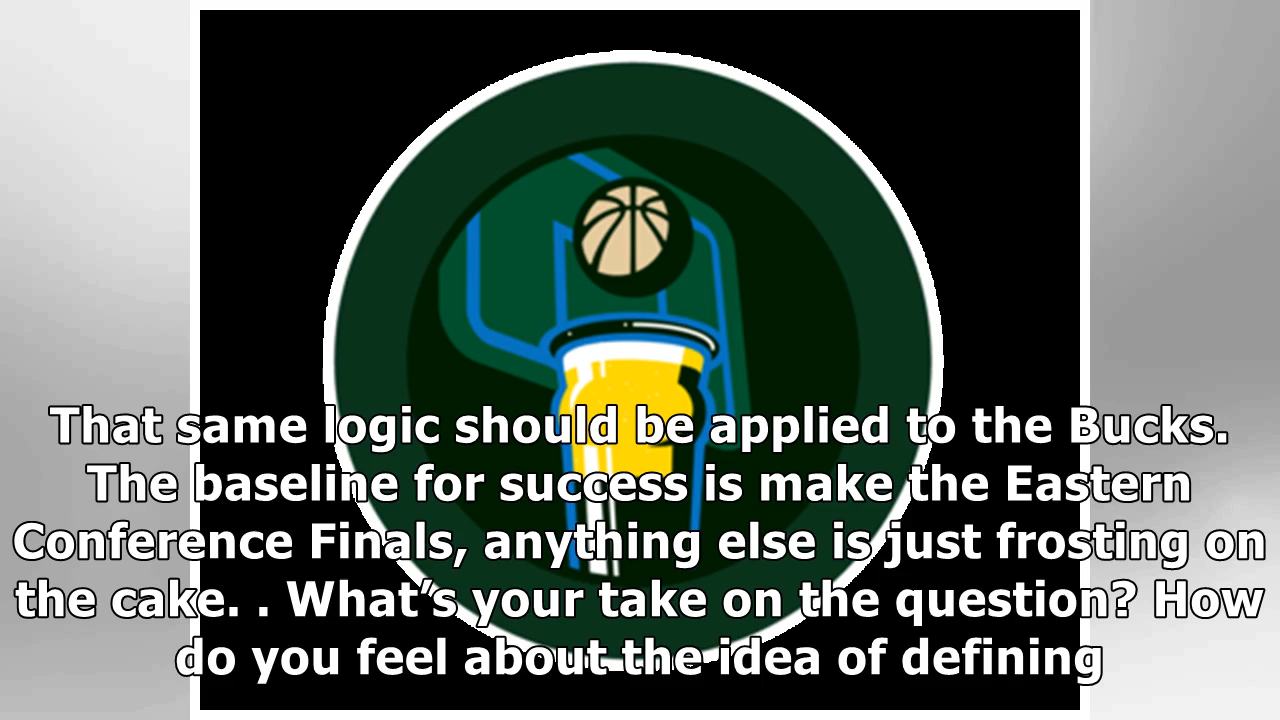 That same logic should be applied to the Bucks.
The baseline for success is make the Eastern
Conference Finals, anything else is just frosting on
the cake. . What’s your take on the question? How
do you feel about the idea of defining